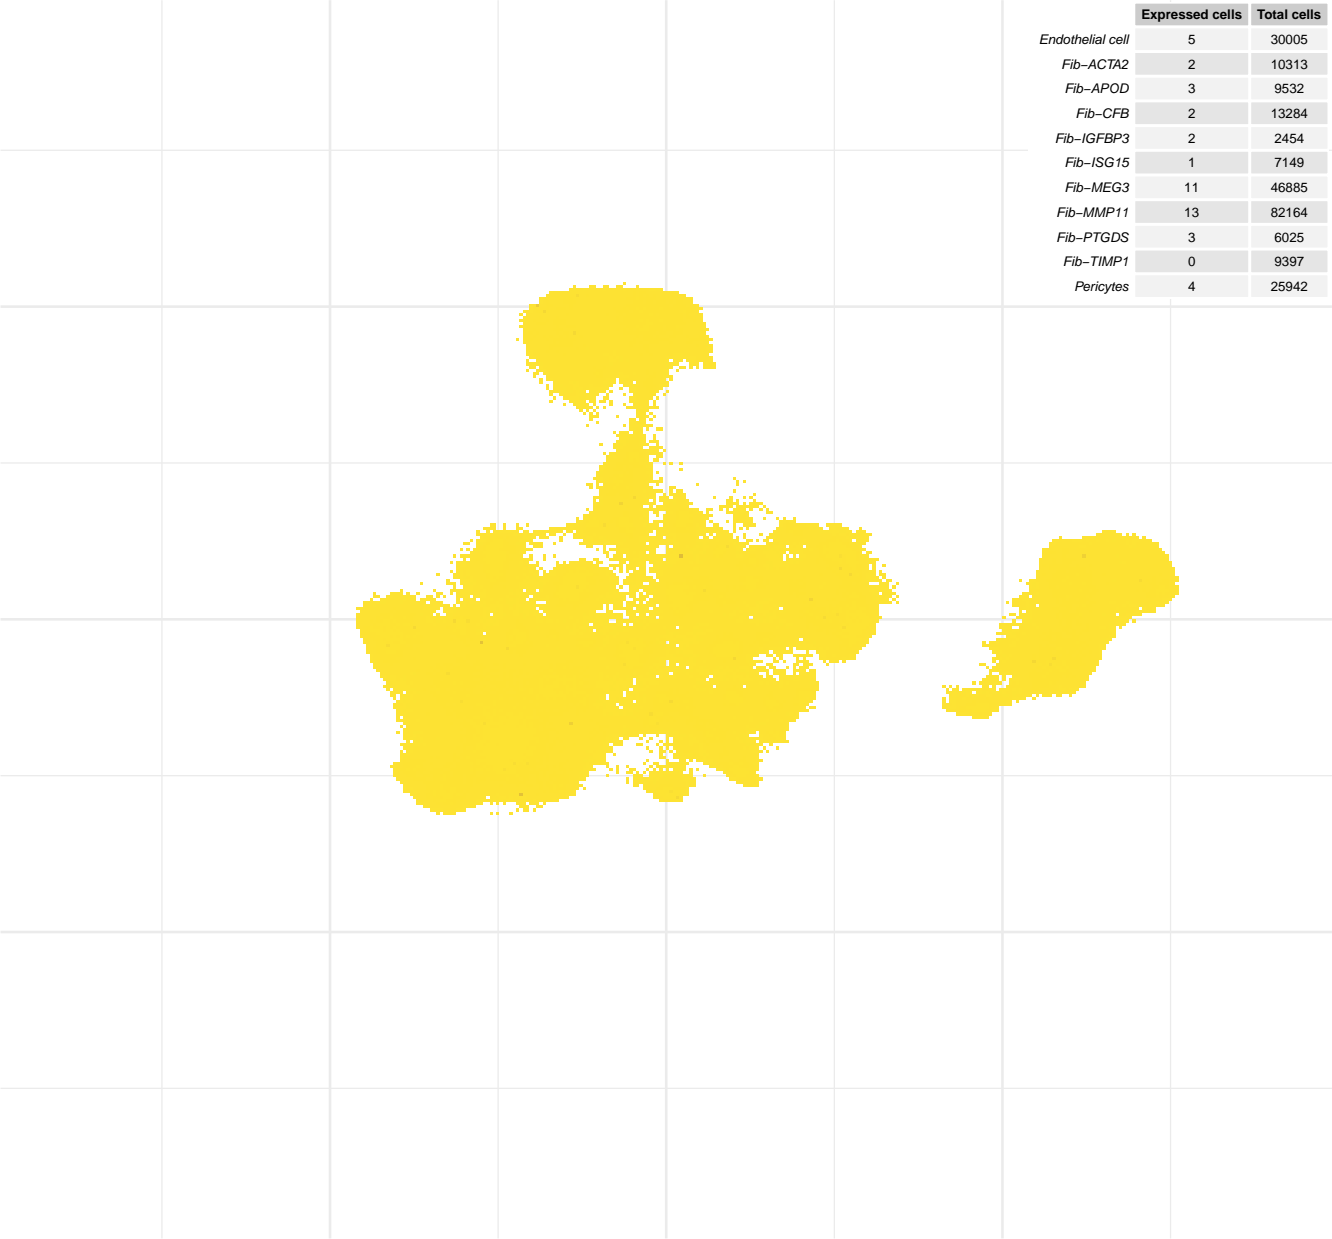 Expressed cells Total cells
Endothelial cell 5 30005
Fib−ACTA2 2 10313
Fib−APOD 3 9532
Fib−CFB 2 13284
Fib−IGFBP3 2 2454
Fib−ISG15 1 7149
Fib−MEG3 11 46885
Fib−MMP11 13 82164
Fib−PTGDS 3 6025
Fib−TIMP1 0 9397
Pericytes 4 25942